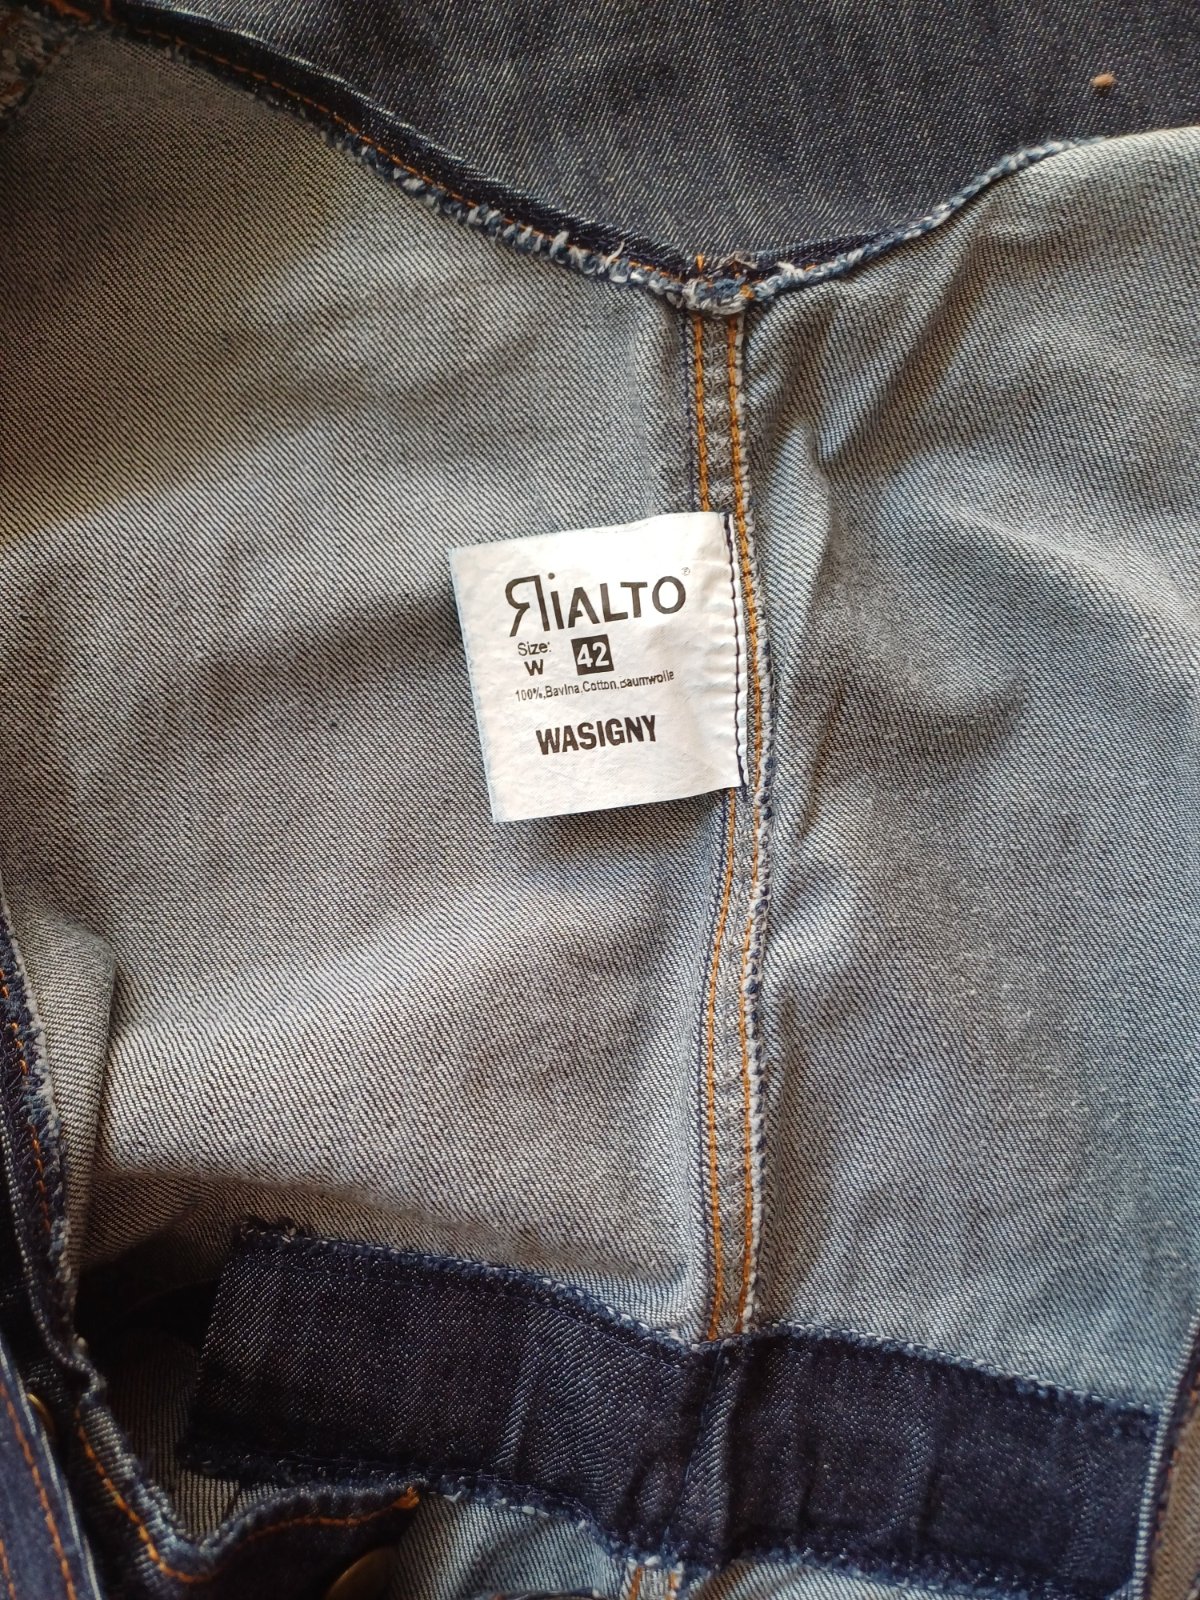 ЯiALTO®
Size:
W 42
100%,Bavlna,Cotton,Baumwolle
WASIGNY